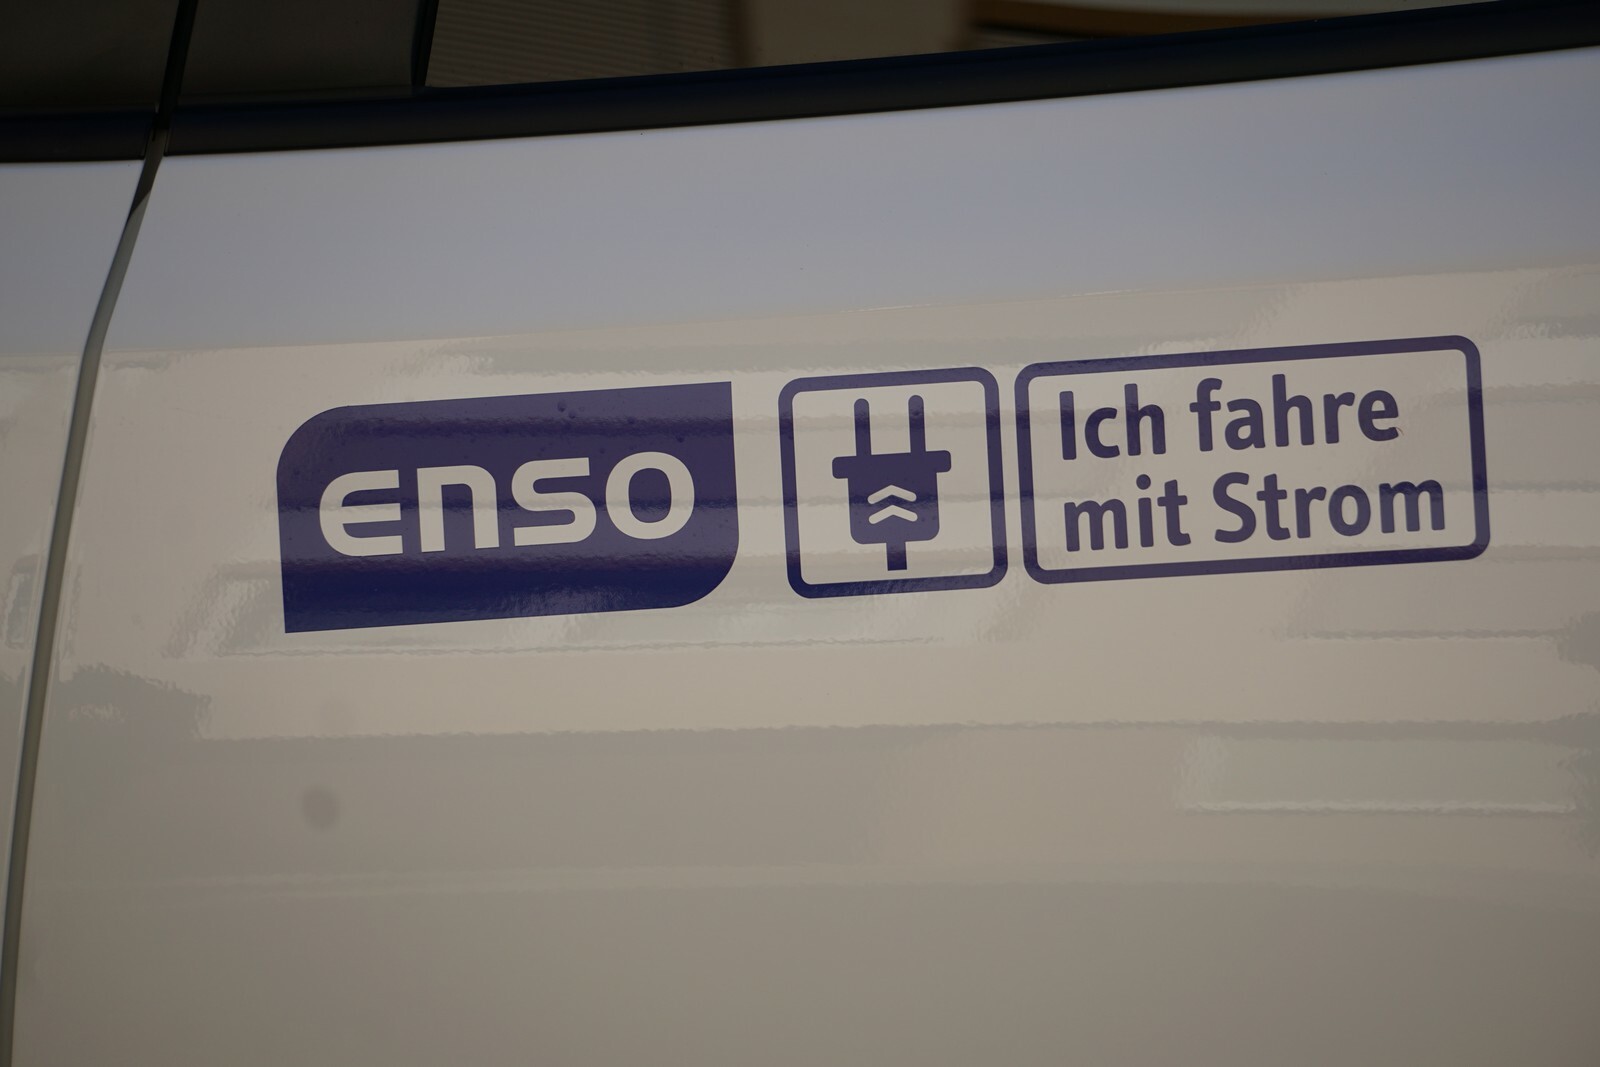 enso
Ich fahre
mit Strom